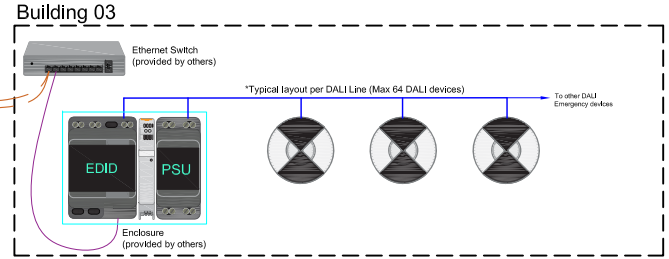 Building 03
Ethernet Switch
(provided by others)
*Typical layout per DALI Line (Max 64 DALI devices)
To other DALI
Emergency devices
EDID
PSU
Enclosure
(provided by others)